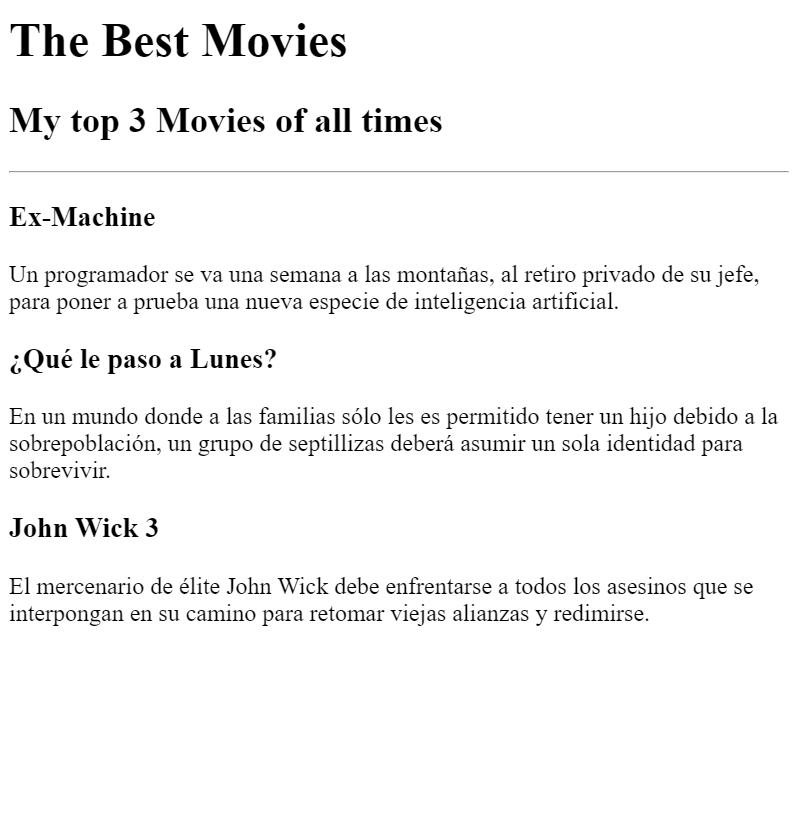 The Best Movies
My top 3 Movies of all times
Ex-Machine
Un programador se va una semana a las montañas, al retiro privado de su jefe,
para poner a prueba una nueva especie de inteligencia artificial.
¿Qué le paso a Lunes?
En un mundo donde a las familias sólo les es permitido tener un hijo debido a la
sobrepoblación, un grupo de septillizas deberá asumir un sola identidad para
sobrevivir.
John Wick 3
El mercenario de élite John Wick debe enfrentarse a todos los asesinos que se
interpongan en su camino para retomar viejas alianzas y redimirse.